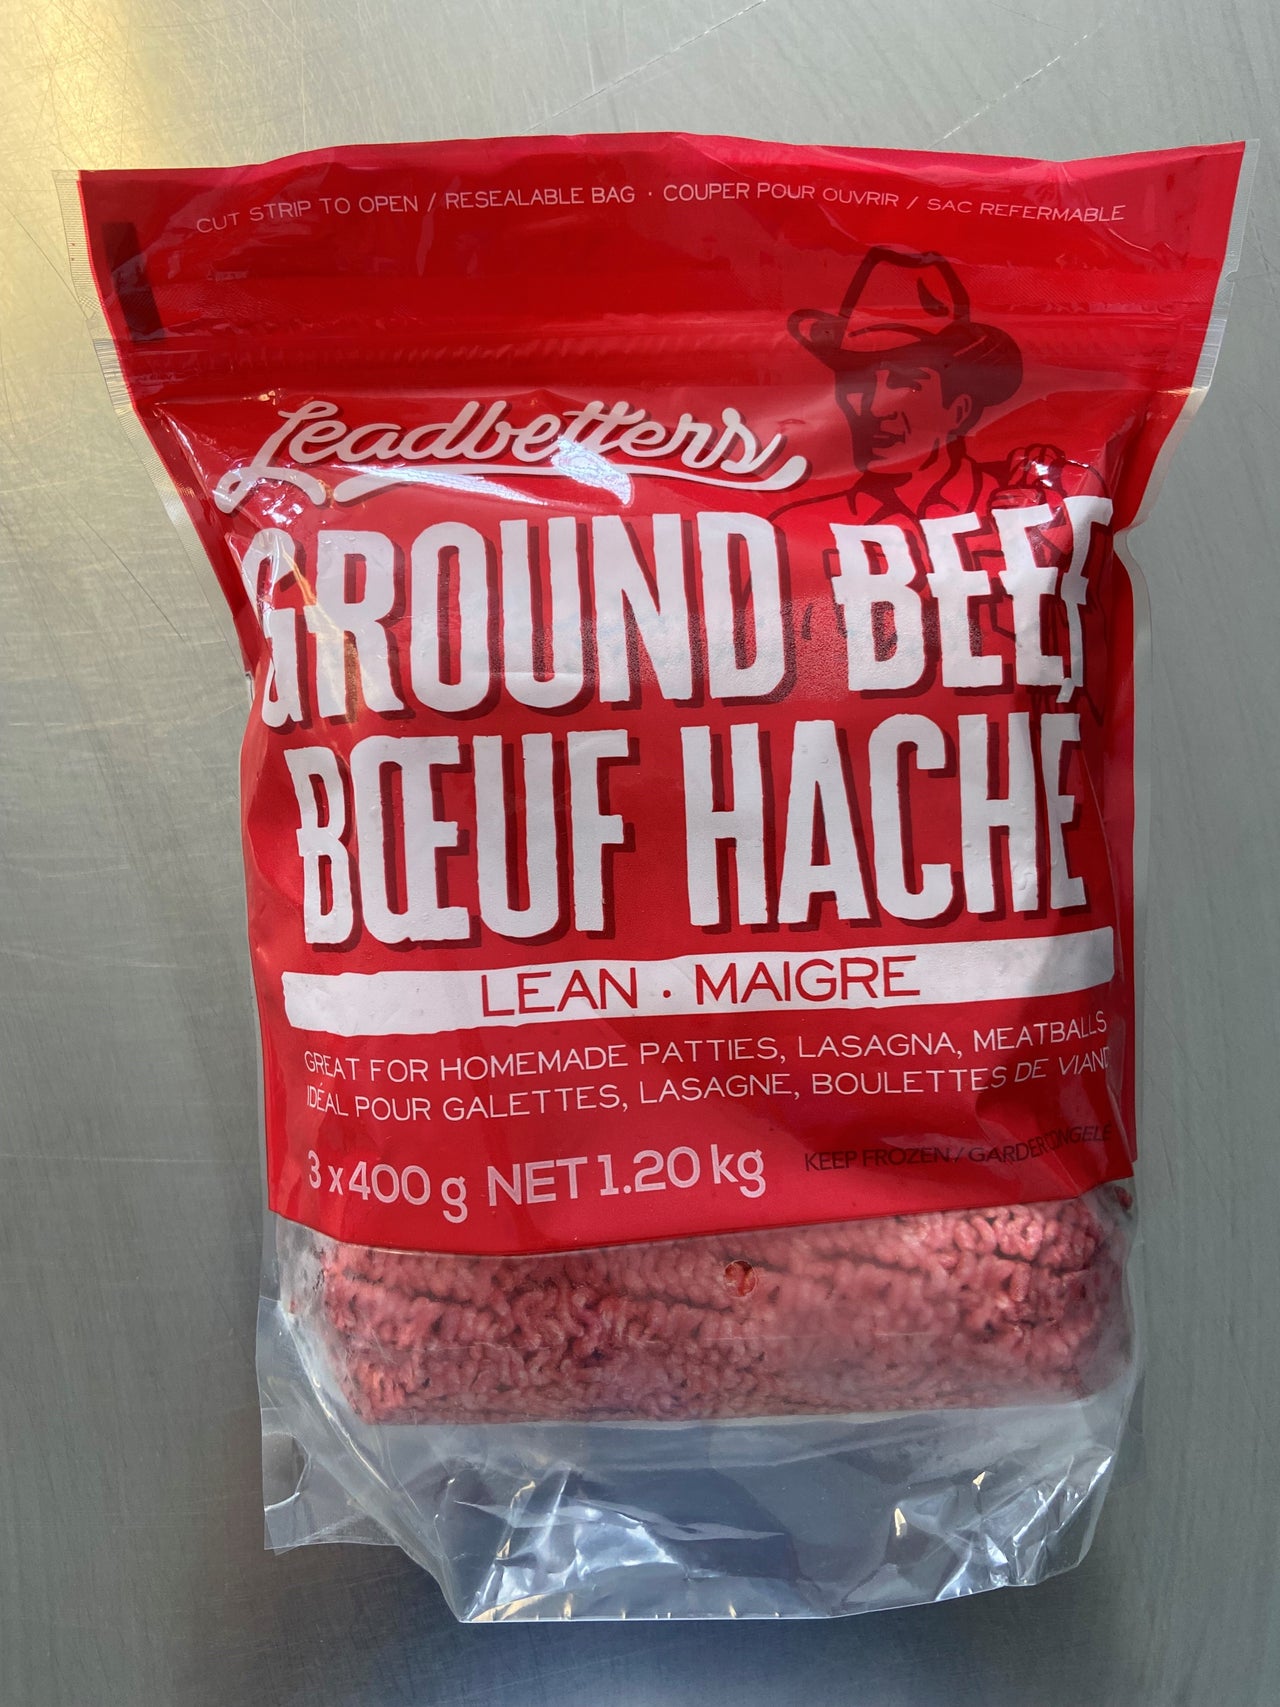 CUT STRIP TO OPEN / RESEALABLE BAG · COUPER POUR OUVRIR / SAC REFERMABLE
Leadbetters
GROUND BEEF
BŒUF HACHÉ
LEAN · MAIGRE
GREAT FOR HOMEMADE PATTIES, LASAGNA, MEATBALLS
IDÉAL POUR GALETTES, LASAGNE, BOULETTES DE VIAND
3 x 400 g NET 1.20 kg
KEEP FROZEN / GARDER